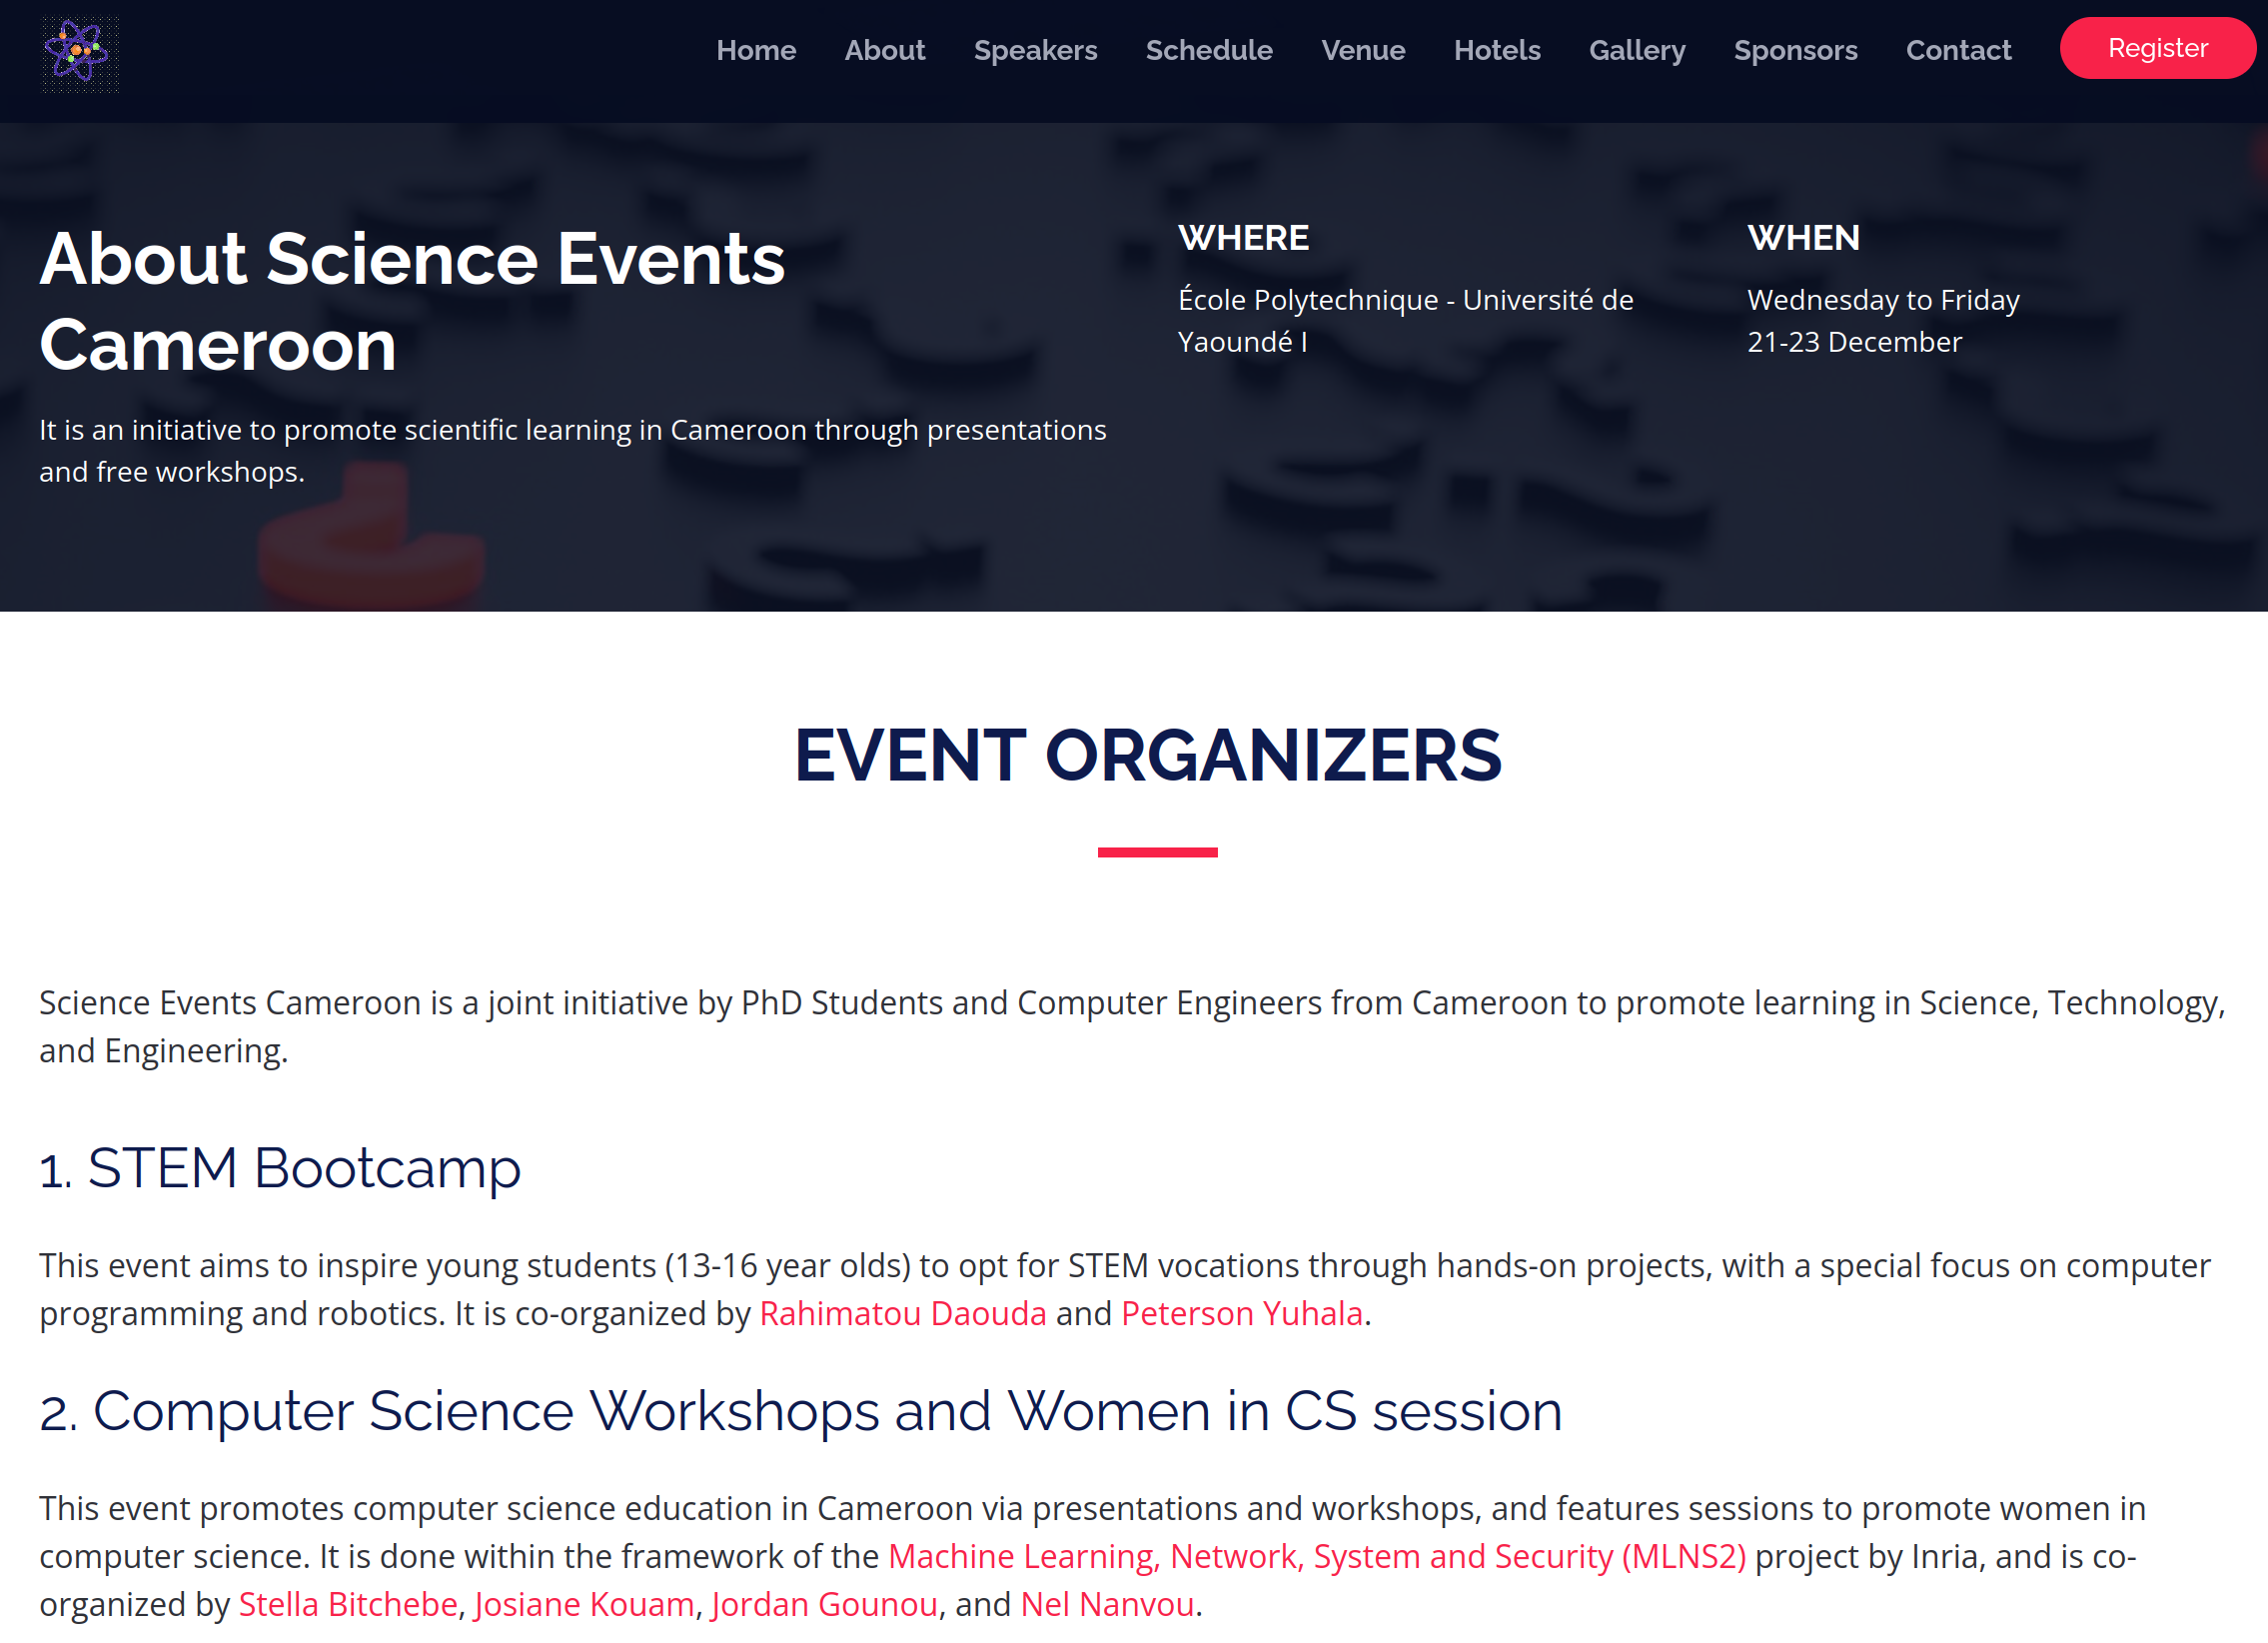 Home About Speakers Schedule Venue Hotels Gallery Sponsors Contact Register
About Science Events
Cameroon
It is an initiative to promote scientific learning in Cameroon through presentations
and free workshops.
WHERE
École Polytechnique - Université de
Yaoundé I
WHEN
Wednesday to Friday
21-23 December
EVENT ORGANIZERS
Science Events Cameroon is a joint initiative by PhD Students and Computer Engineers from Cameroon to promote learning in Science, Technology,
and Engineering.
1. STEM Bootcamp
This event aims to inspire young students (13-16 year olds) to opt for STEM vocations through hands-on projects, with a special focus on computer
programming and robotics. It is co-organized by Rahimatou Daouda and Peterson Yuhala.
2. Computer Science Workshops and Women in CS session
This event promotes computer science education in Cameroon via presentations and workshops, and features sessions to promote women in
computer science. It is done within the framework of the Machine Learning, Network, System and Security (MLNS2) project by Inria, and is co-
organized by Stella Bitchebe, Josiane Kouam, Jordan Gounou, and Nel Nanvou.